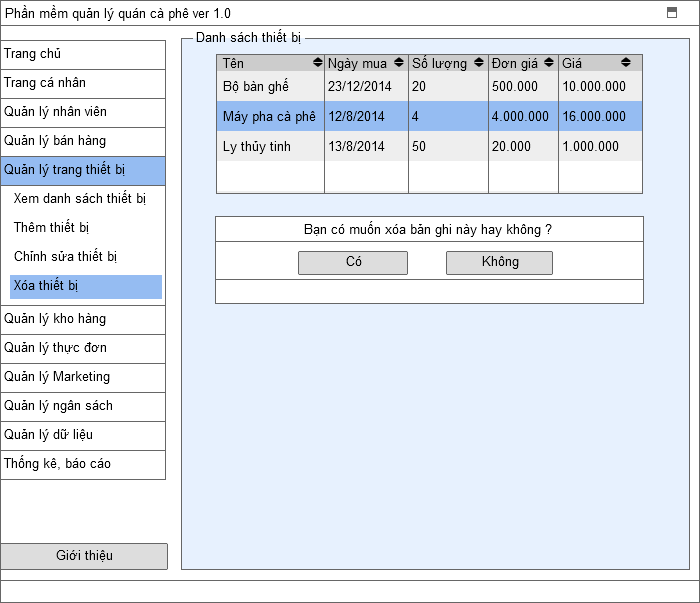 Phần mềm quản lý quán cà phê ver 1.0
Trang chủ
Trang cá nhân
Quản lý nhân viên
Quản lý bán hàng
Quản lý trang thiết bị
Xem danh sách thiết bị
Thêm thiết bị
Chỉnh sửa thiết bị
Xóa thiết bị
Quản lý kho hàng
Quản lý thực đơn
Quản lý Marketing
Quản lý ngân sách
Quản lý dữ liệu
Thống kê, báo cáo
Giới thiệu
Danh sách thiết bị
Tên Ngày mua Số lượng Đơn giá Giá
Bộ bàn ghế 23/12/2014 20 500.000 10.000.000
Máy pha cà phê 12/8/2014 4 4.000.000 16.000.000
Ly thủy tinh 13/8/2014 50 20.000 1.000.000
Bạn có muốn xóa bản ghi này hay không ?
Có Không